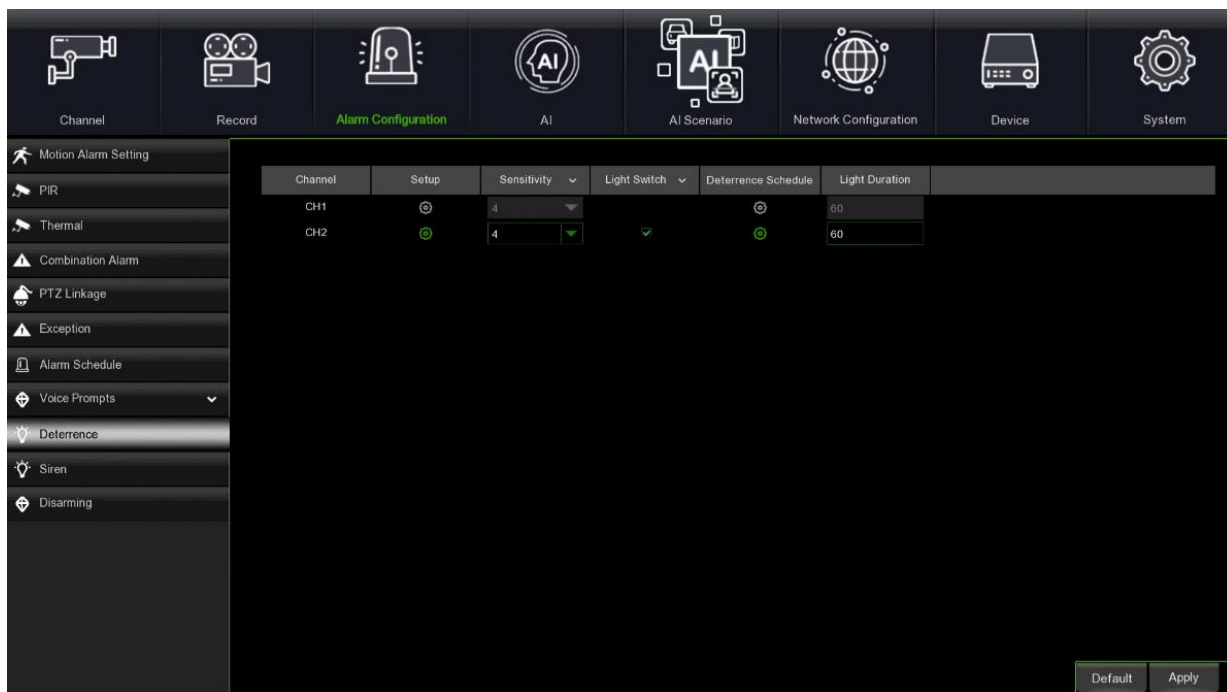 AI
AI
Channel Record Alarm Configuration AI AI Scenario Network Configuration Device System
Motion Alarm Setting
PIR
Thermal
Combination Alarm
PTZ Linkage
Exception
Alarm Schedule
Voice Prompts
Deterrence
Siren
Disarming
Channel Setup Sensitivity Light Switch Deterrence Schedule Light Duration
CH1 4 60
CH2 4 60
Default Apply